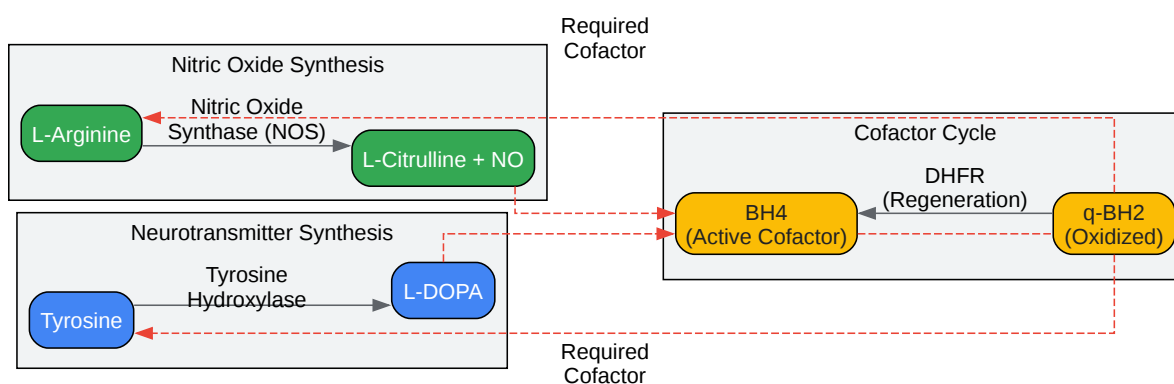 Required
Cofactor
Nitric Oxide Synthesis
L-Arginine
Nitric Oxide
Synthase (NOS)
L-Citrulline + NO
Cofactor Cycle
BH4
(Active Cofactor)
DHFR
(Regeneration)
q-BH2
(Oxidized)
Neurotransmitter Synthesis
Tyrosine
Tyrosine
Hydroxylase
L-DOPA
Required
Cofactor